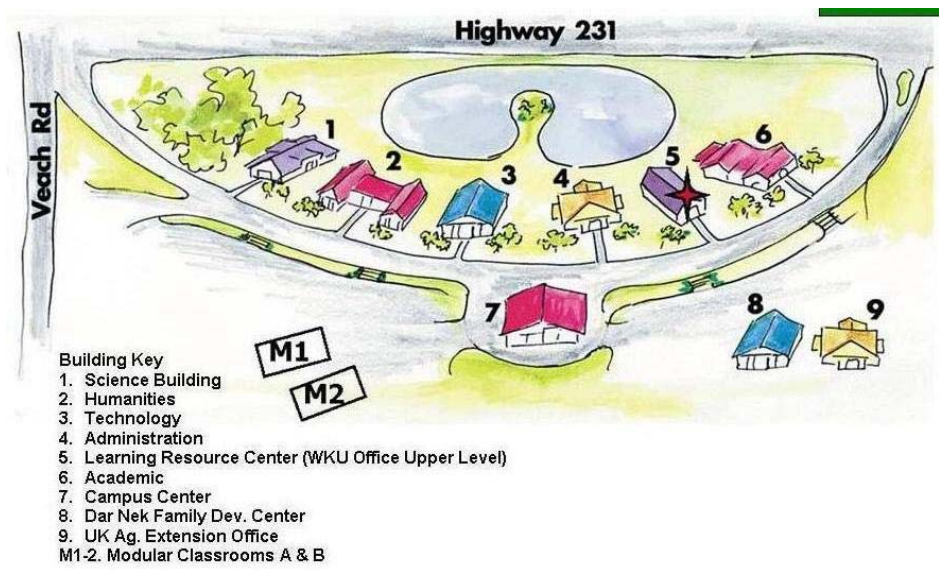 Highway 231
Veach Rd
1
2
3
4
5
6
7
8
9
M1
M2
Building Key
1. Science Building
2. Humanities
3. Technology
4. Administration
5. Learning Resource Center (WKU Office Upper Level)
6. Academic
7. Campus Center
8. Dar Nek Family Dev. Center
9. UK Ag. Extension Office
M1-2. Modular Classrooms A & B